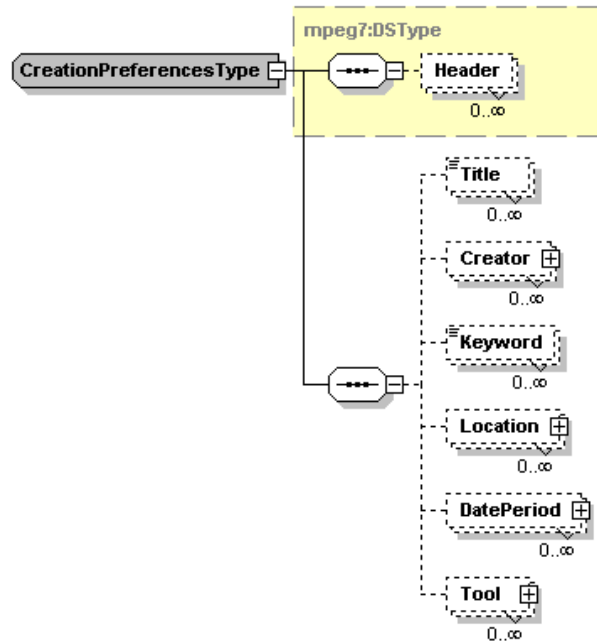 mpeg7:DSType
CreationPreferencesType
Header
0..∞
Title
0..∞
Creator
0..∞
Keyword
0..∞
Location
0..∞
DatePeriod
0..∞
Tool
0..∞